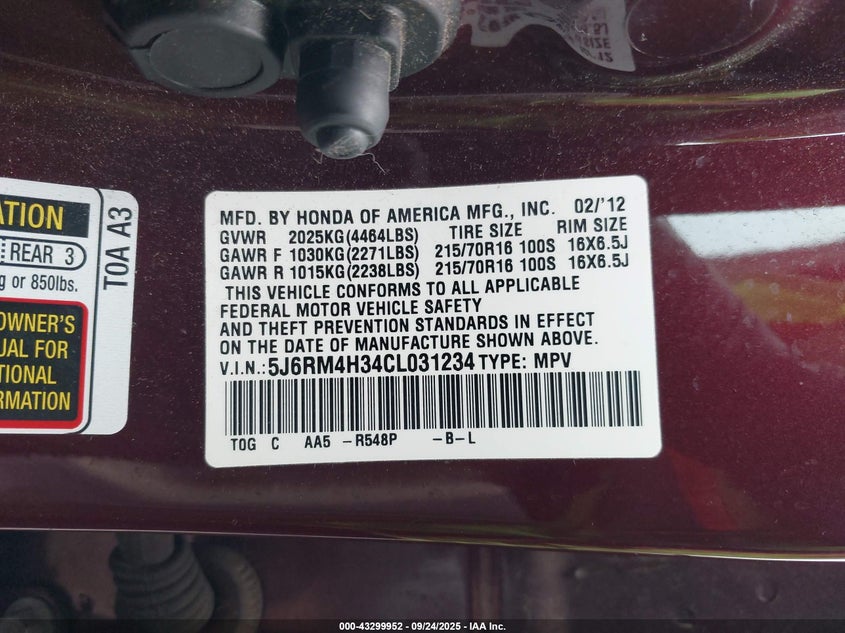 ATION
REAR 3
g or 850lbs.
OWNER'S
UAL FOR
TIONAL
RMATION
TOA A3
MFD. BY HONDA OF AMERICA MFG., INC. 02/'12
GVWR 2025KG(4464LBS) TIRE SIZE RIM SIZE
GAWR F 1030KG(2271LBS) 215/70R16 100S 16X6.5J
GAWR R 1015KG(2238LBS) 215/70R16 100S 16X6.5J
THIS VEHICLE CONFORMS TO ALL APPLICABLE
FEDERAL MOTOR VEHICLE SAFETY
AND THEFT PREVENTION STANDARDS IN EFFECT
ON THE DATE OF MANUFACTURE SHOWN ABOVE.
V.I.N.: 5J6RM4H34CL031234 TYPE: MPV
TOG C AA5 -R548P -B-L
000-43299952 - 09/24/2025 - IAA Inc.